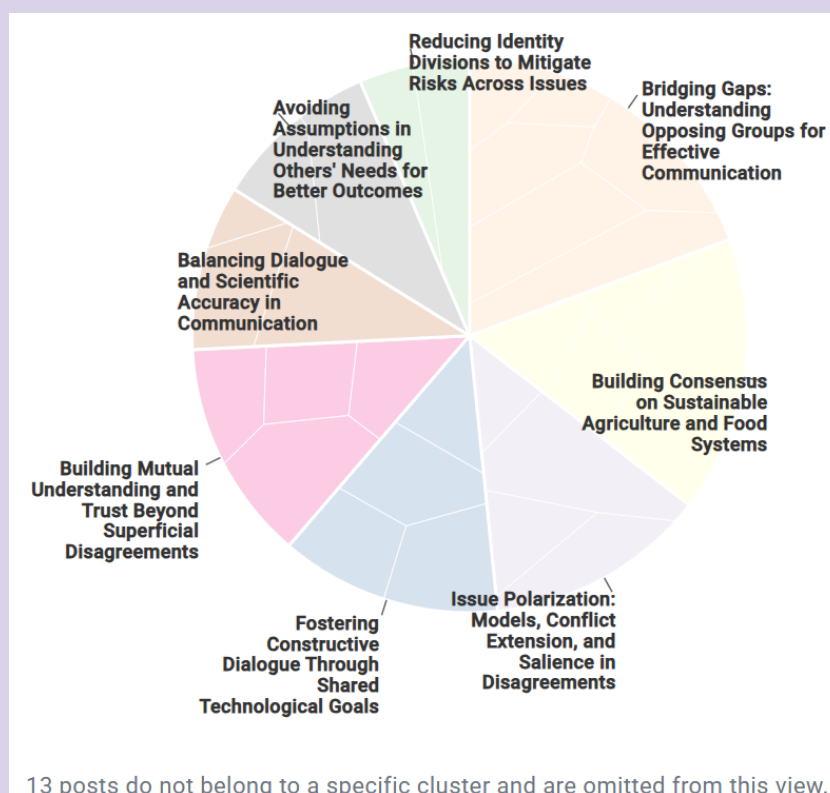 Reducing Identity
Divisions to Mitigate
Risks Across Issues
Bridging Gaps:
Understanding
Opposing Groups for
Effective
Communication
Avoiding
Assumptions in
Understanding
Others' Needs for
Better Outcomes
Balancing Dialogue
and Scientific
Accuracy in
Communication
Building Consensus
on Sustainable
Agriculture and Food
Systems
Building Mutual
Understanding and
Trust Beyond
Superficial
Disagreements
Issue Polarization:
Models, Conflict
Extension, and
Salience in
Disagreements
Fostering
Constructive
Dialogue Through
Shared
Technological Goals
13 posts do not belong to a specific cluster and are omitted from this view.